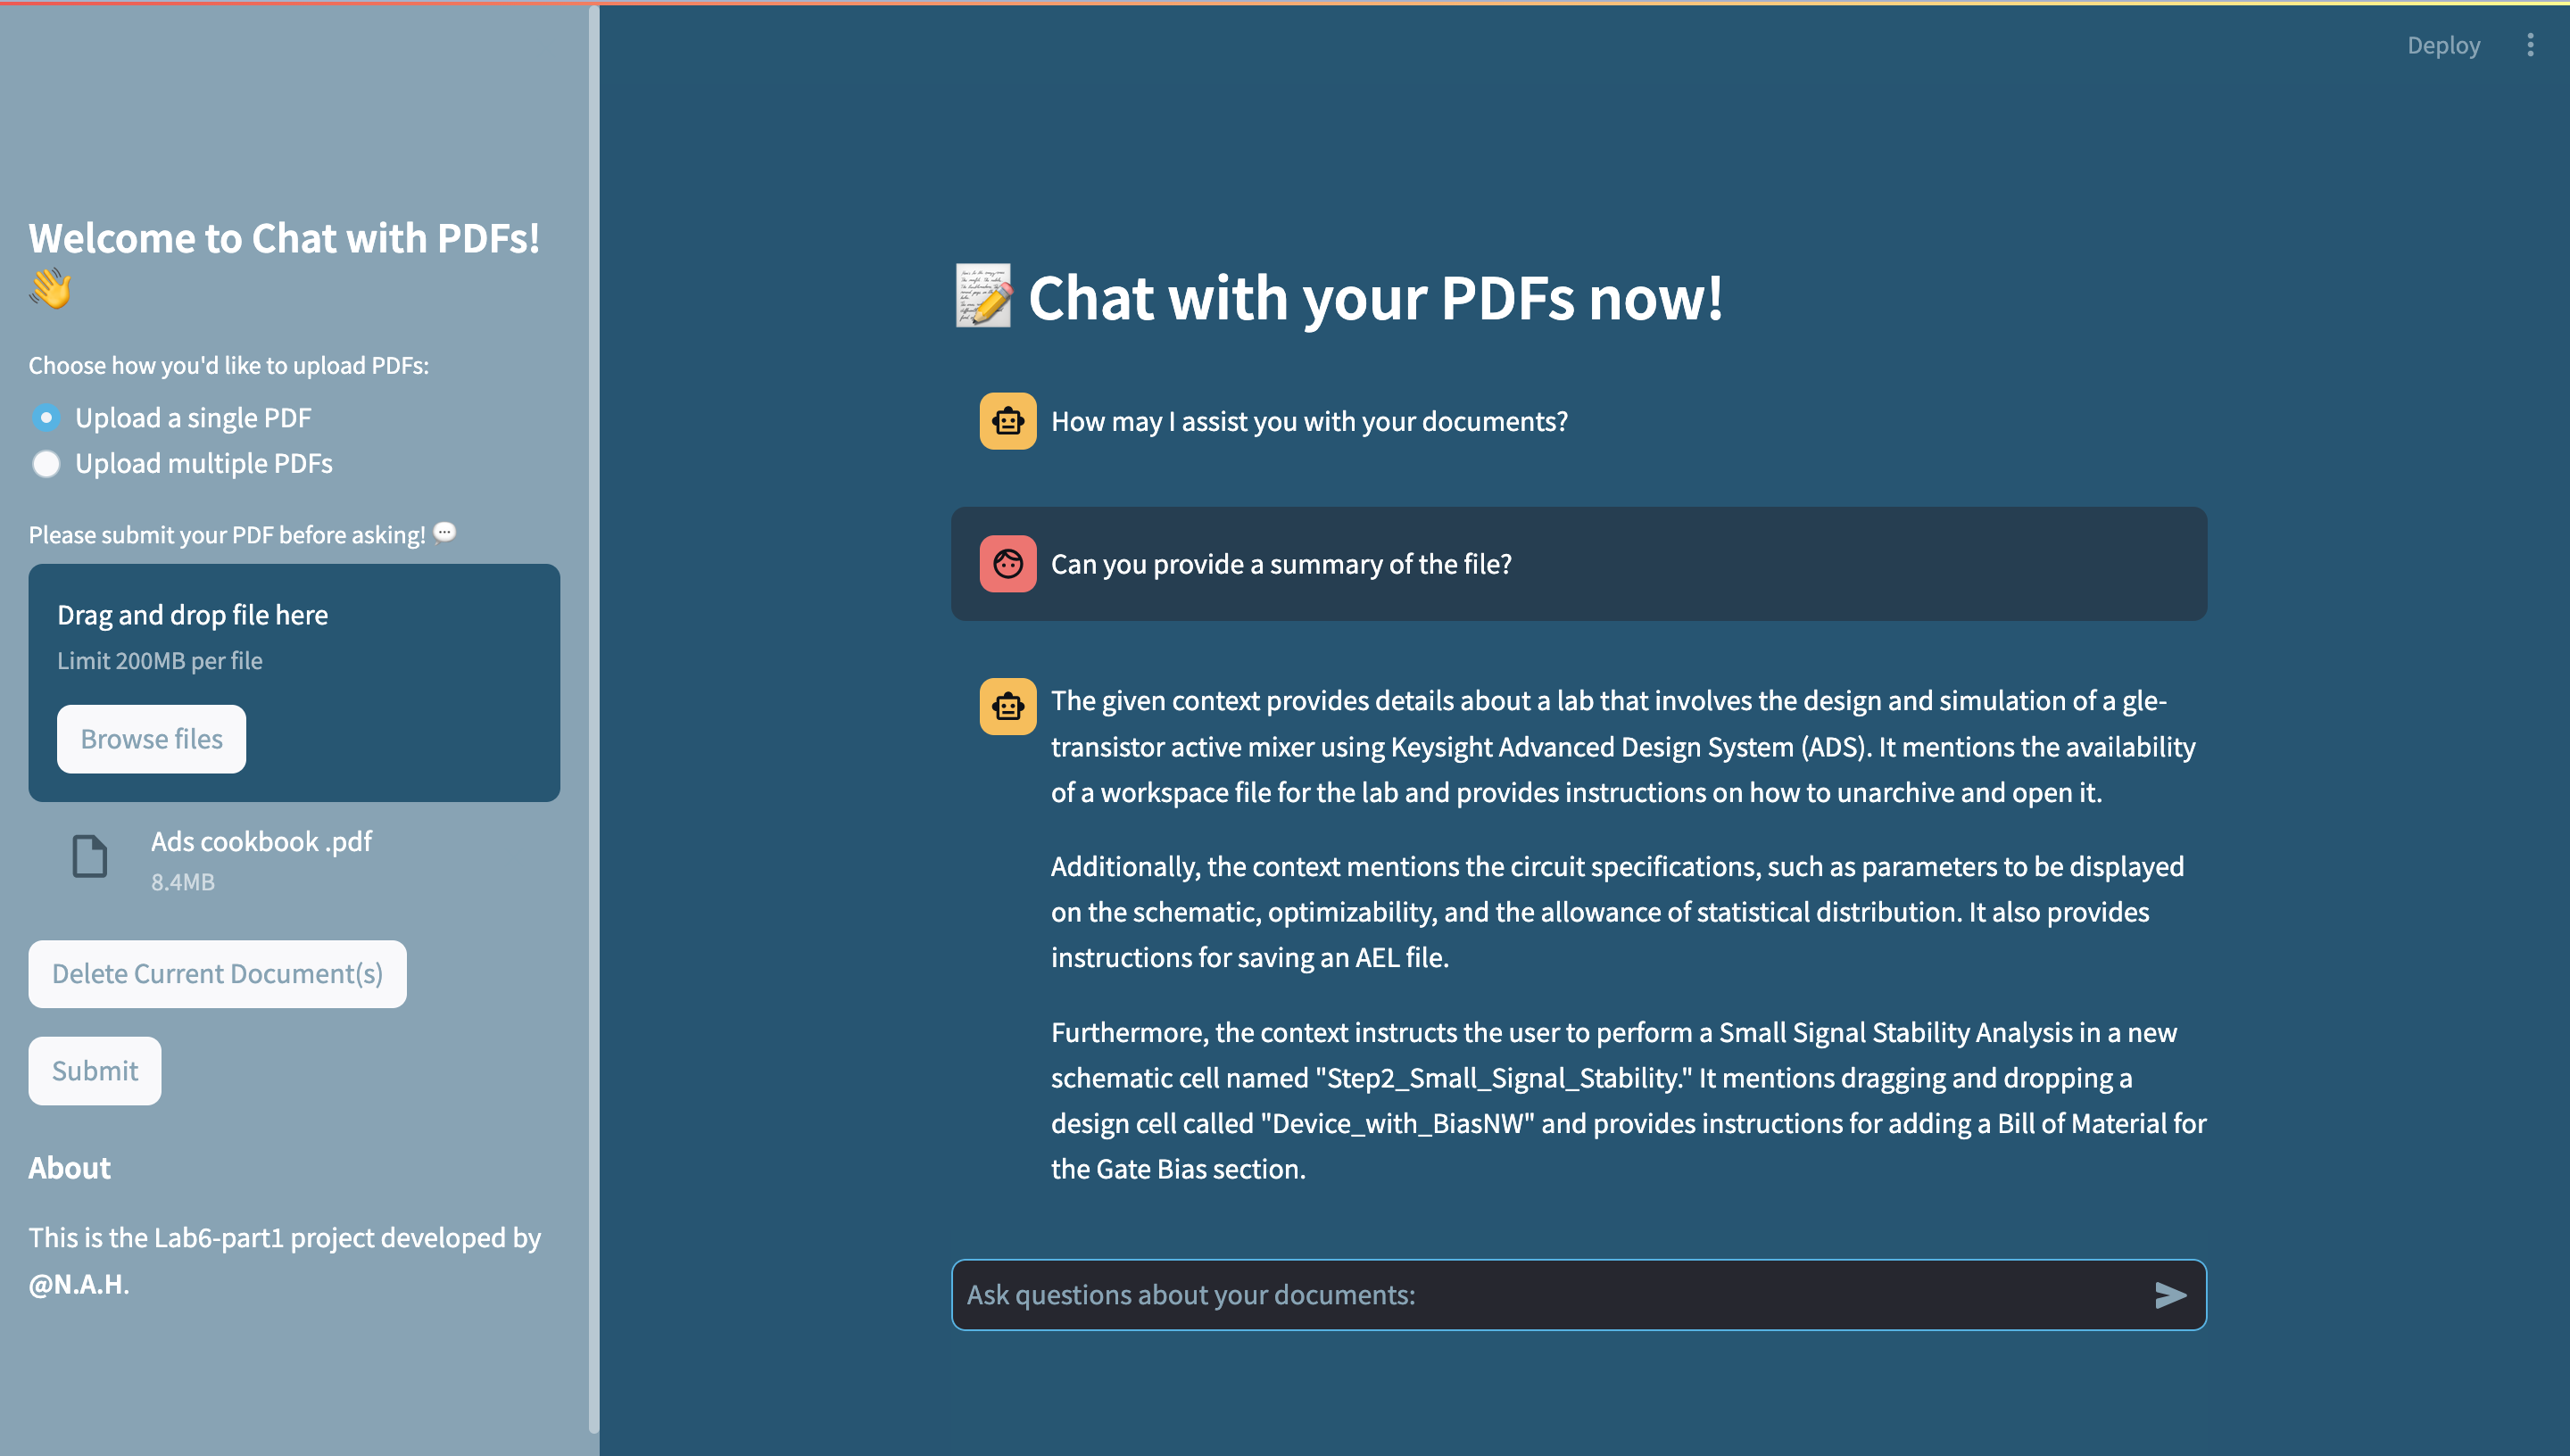 Deploy
Welcome to Chat with PDFs!
👋
Choose how you'd like to upload PDFs:
Upload a single PDF
Upload multiple PDFs
Please submit your PDF before asking! 💬
Drag and drop file here
Limit 200MB per file
Browse files
Ads cookbook .pdf
8.4MB
Delete Current Document(s)
Submit
About
This is the Lab6-part1 project developed by
@N.A.H.
📝 Chat with your PDFs now!
How may I assist you with your documents?
Can you provide a summary of the file?
The given context provides details about a lab that involves the design and simulation of a gle-
transistor active mixer using Keysight Advanced Design System (ADS). It mentions the availability
of a workspace file for the lab and provides instructions on how to unarchive and open it.
Additionally, the context mentions the circuit specifications, such as parameters to be displayed
on the schematic, optimizability, and the allowance of statistical distribution. It also provides
instructions for saving an AEL file.
Furthermore, the context instructs the user to perform a Small Signal Stability Analysis in a new
schematic cell named "Step2_Small_Signal_Stability." It mentions dragging and dropping a
design cell called "Device_with_BiasNW" and provides instructions for adding a Bill of Material for
the Gate Bias section.
Ask questions about your documents: